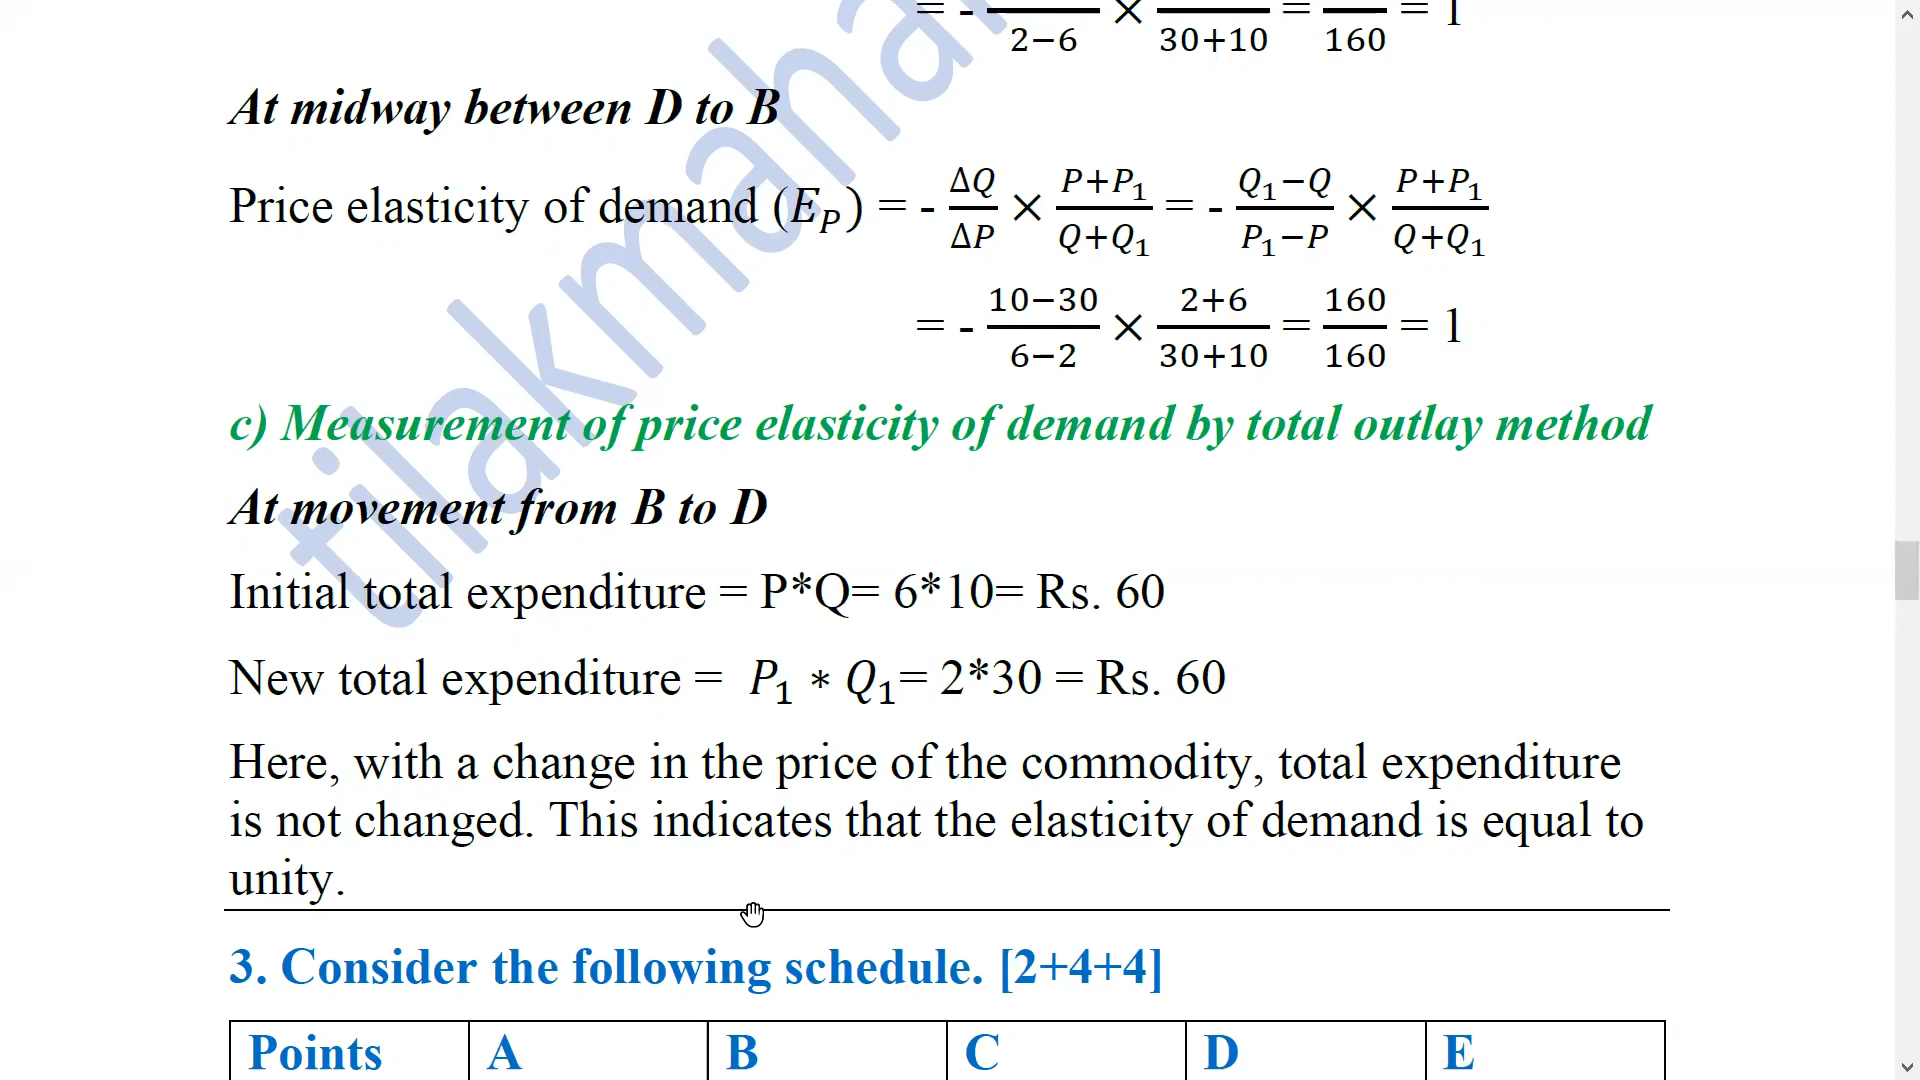 = - 2−6 × 30+10 = 160 = 1
At midway between D to B
Price elasticity of demand (E_P) = - ΔQ/ΔP × P+P₁/Q+Q₁ = - Q₁−Q/P₁−P × P+P₁/Q+Q₁
= - 10−30/6−2 × 2+6/30+10 = 160/160 = 1
c) Measurement of price elasticity of demand by total outlay method
At movement from B to D
Initial total expenditure = P*Q= 6*10= Rs. 60
New total expenditure = P₁ ∗ Q₁= 2*30 = Rs. 60
Here, with a change in the price of the commodity, total expenditure
is not changed. This indicates that the elasticity of demand is equal to
unity.
3. Consider the following schedule. [2+4+4]
Points A B C D E
tilakmahar